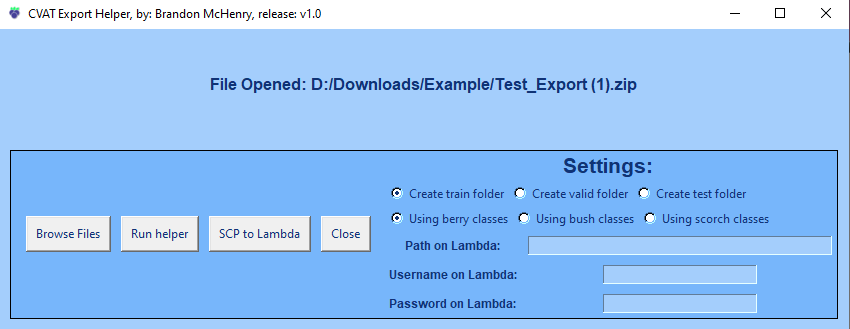 CVAT Export Helper, by: Brandon McHenry, release: v1.0
File Opened: D:/Downloads/Example/Test_Export (1).zip
Settings:
Create train folder Create valid folder Create test folder
Using berry classes Using bush classes Using scorch classes
Browse Files Run helper SCP to Lambda Close
Path on Lambda:
Username on Lambda:
Password on Lambda: